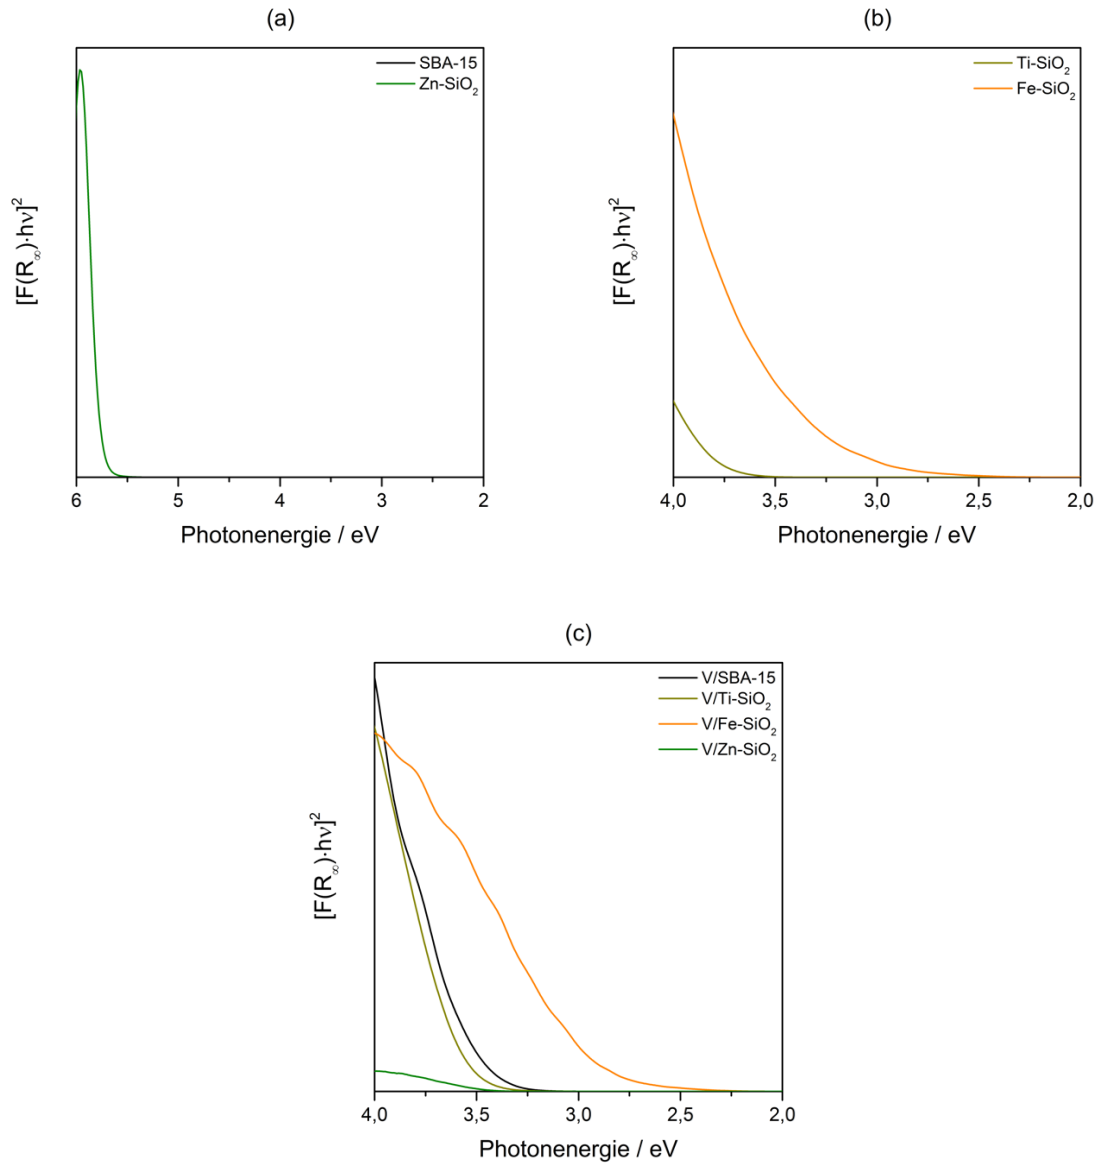 (a)
SBA-15
Zn-SiO₂
[F(R∞)·hν]²
6 5 4 3 2
Photonenergie / eV
(b)
Ti-SiO₂
Fe-SiO₂
[F(R∞)·hν]²
4,0 3,5 3,0 2,5 2,0
Photonenergie / eV
(c)
V/SBA-15
V/Ti-SiO₂
V/Fe-SiO₂
V/Zn-SiO₂
[F(R∞)·hν]²
4,0 3,5 3,0 2,5 2,0
Photonenergie / eV